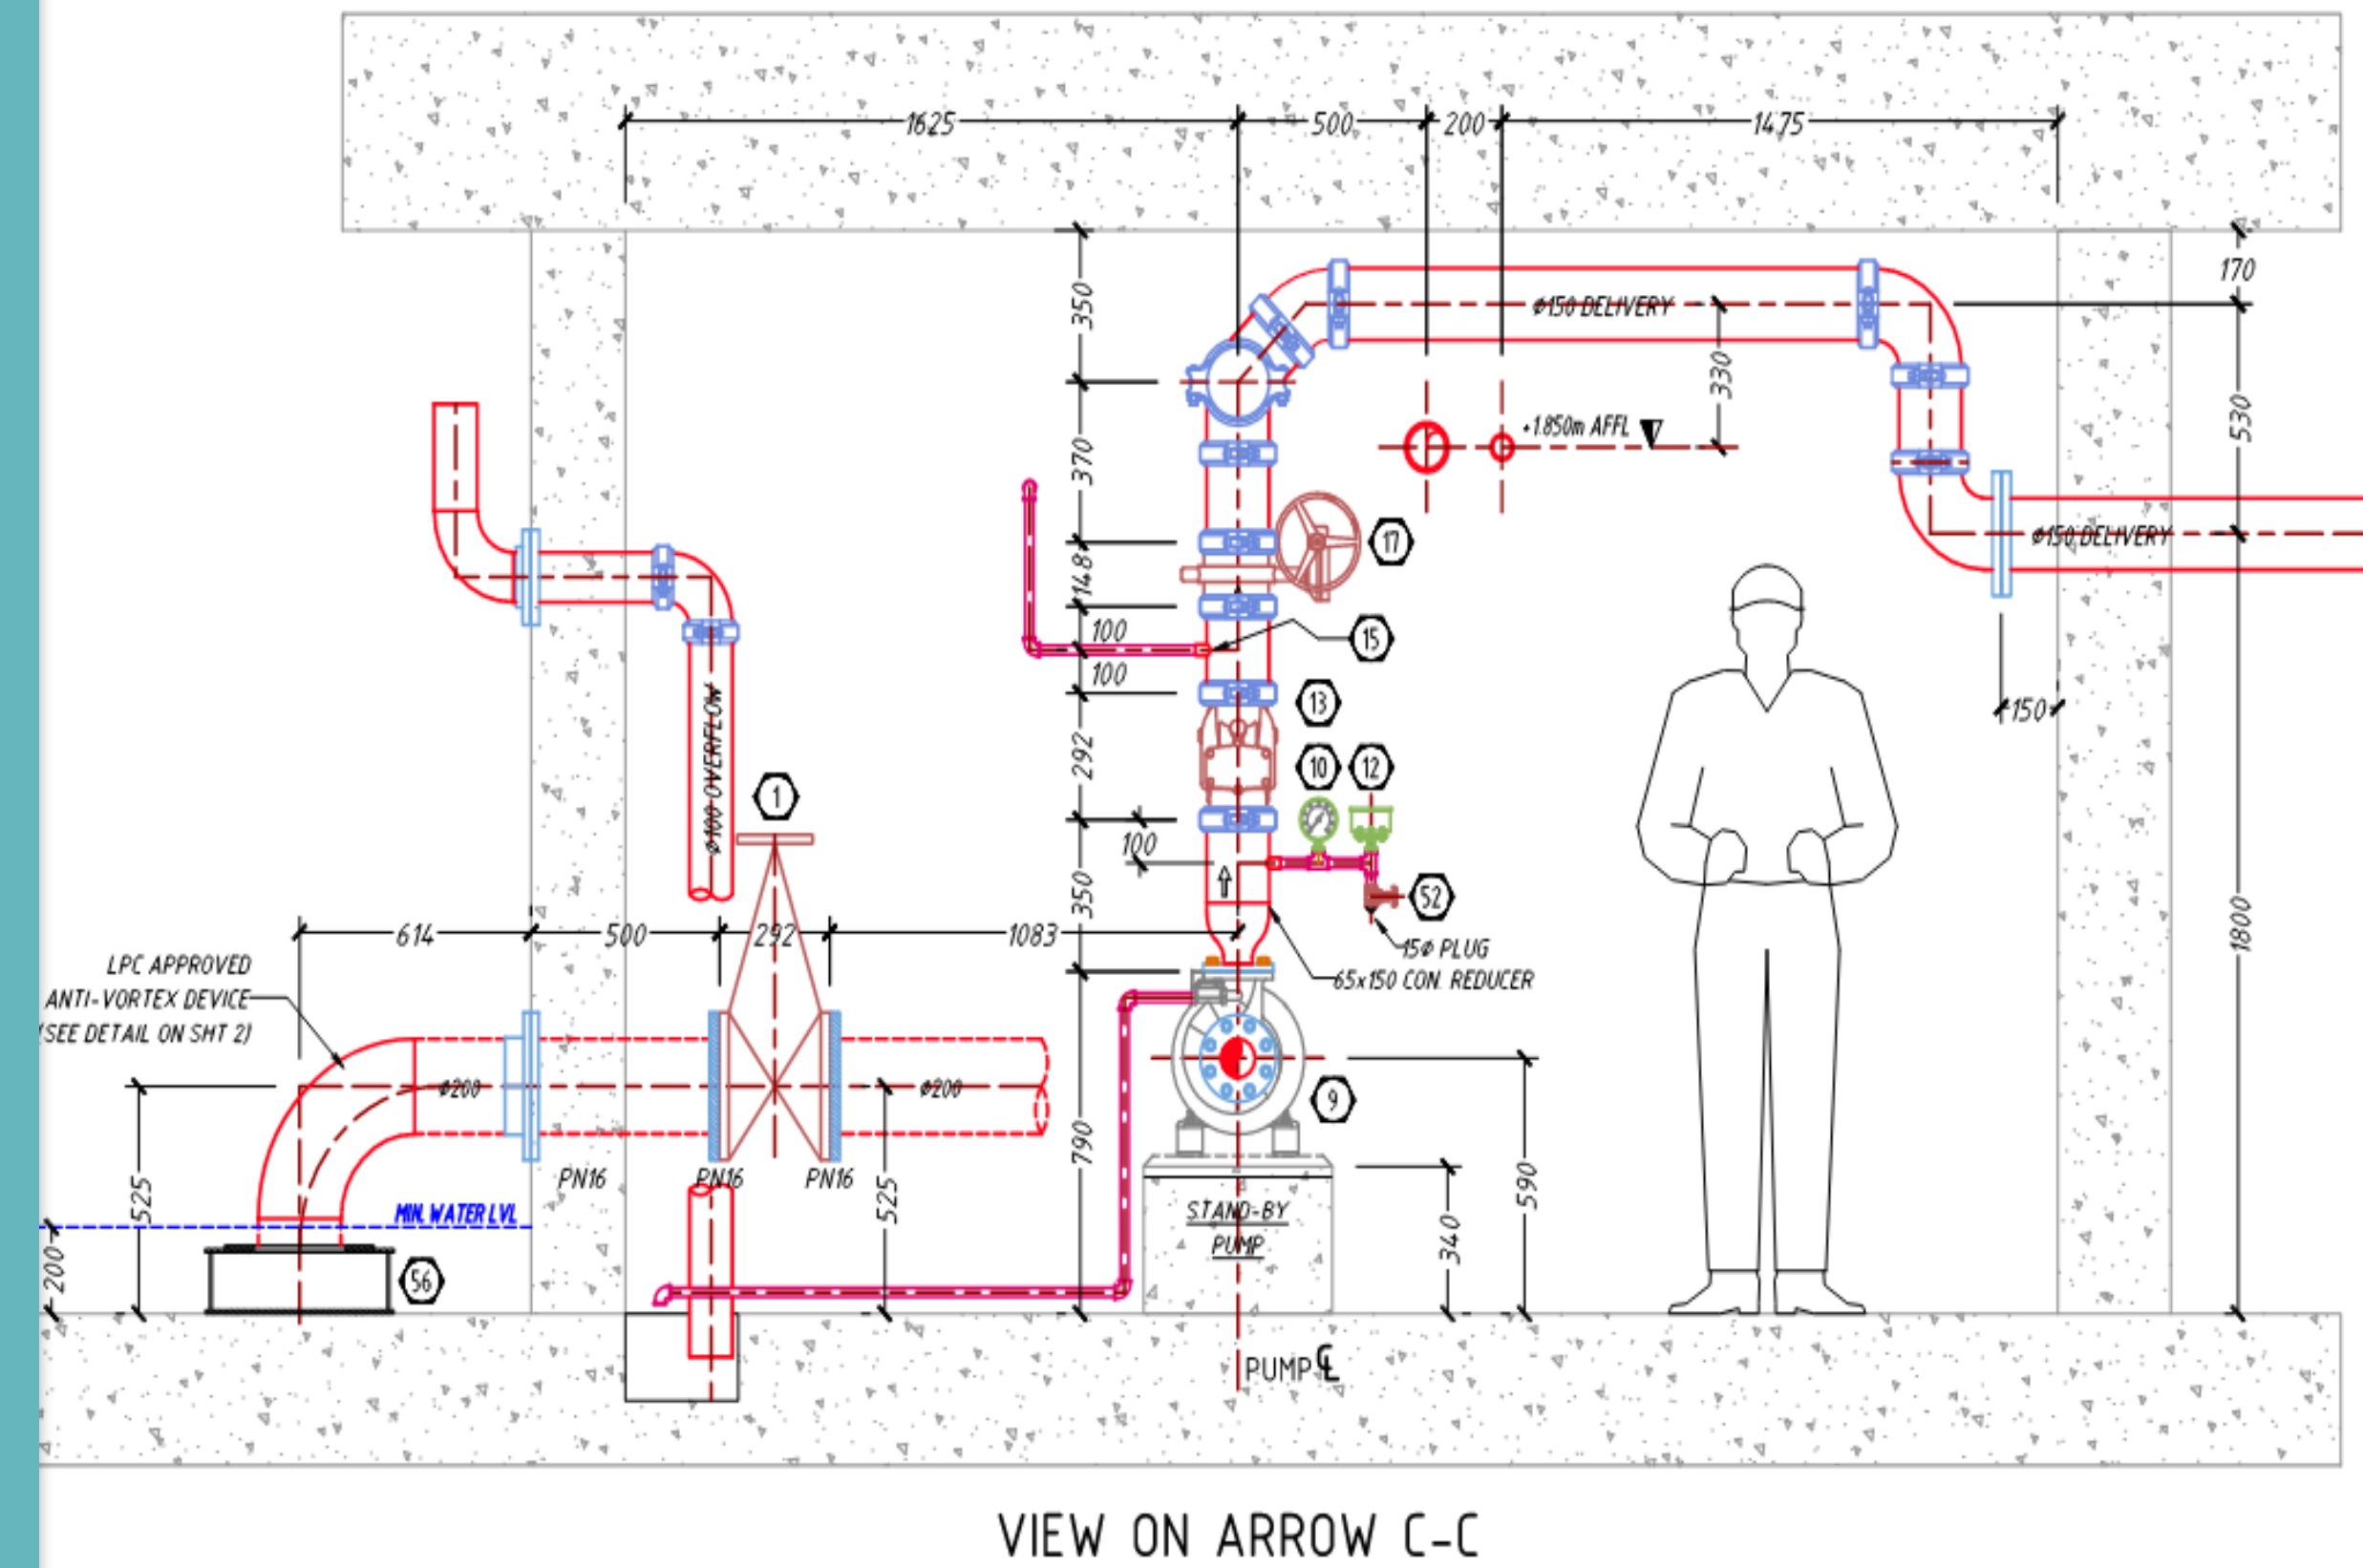 1625
500
200
1475
350
170
Ø150 DELIVERY
330
+1.850m AFFL
530
370
17
Ø150 DELIVERY
148
100
15
100
13
150
Ø100 OVERFLOW
292
10
12
1
100
350
52
1800
614
500
292
1083
15Ø PLUG
65x150 CON. REDUCER
LPC APPROVED
ANTI-VORTEX DEVICE
(SEE DETAIL ON SHT 2)
Ø200
Ø200
9
790
PN16
PN16
PN16
525
525
590
MIN. WATER LVL
STAND-BY
PUMP
340
200
56
PUMP ℄
VIEW ON ARROW C-C